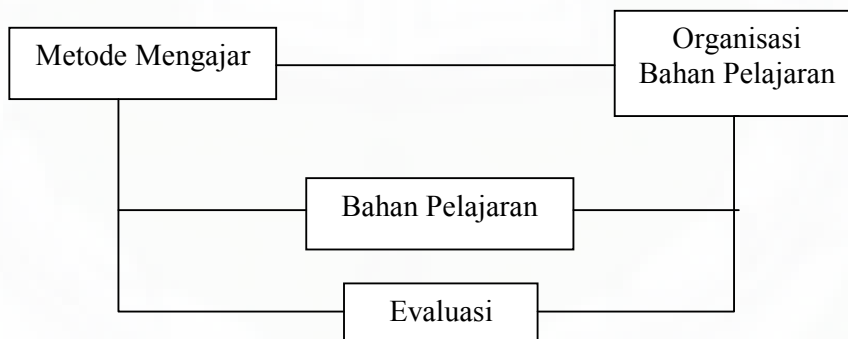 Metode Mengajar
Organisasi
Bahan Pelajaran
Bahan Pelajaran
Evaluasi